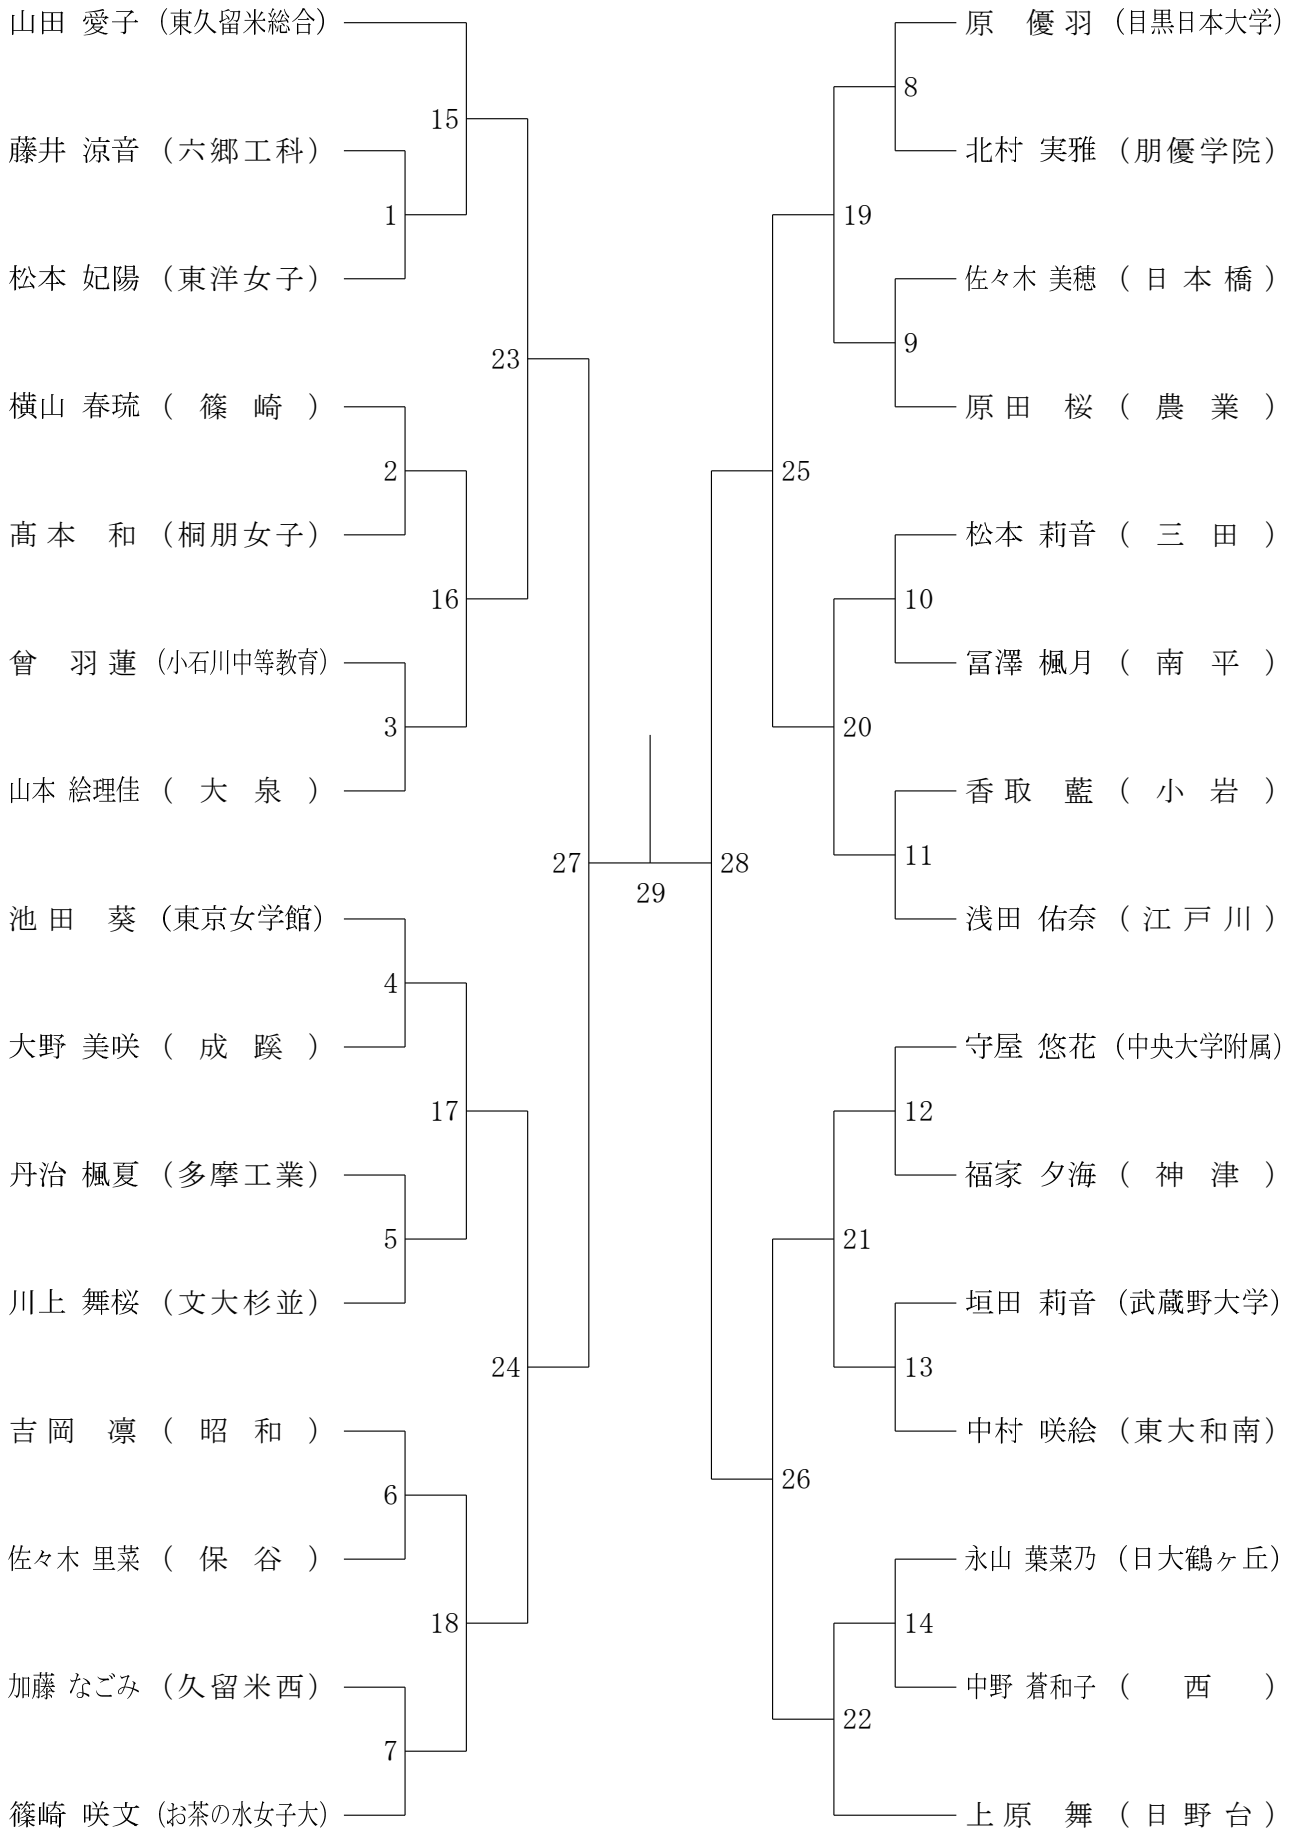 山田 愛子 (東久留米総合)
15
藤井 涼音 (六郷工科)
1
松本 妃陽 (東洋女子)
23
横山 春琉 (篠崎)
2
髙本 和 (桐朋女子)
16
曾 羽蓮 (小石川中等教育)
3
山本 絵理佳 (大泉)
27
池田 葵 (東京女学館)
4
大野 美咲 (成蹊)
17
丹治 楓夏 (多摩工業)
5
川上 舞桜 (文大杉並)
24
吉岡 凛 (昭和)
6
佐々木 里菜 (保谷)
18
加藤 なごみ (久留米西)
7
篠崎 咲文 (お茶の水女子大)
29
原 優羽 (目黒日本大学)
8
北村 実雅 (朋優学院)
19
佐々木 美穂 (日本橋)
9
原田 桜 (農業)
25
松本 莉音 (三田)
10
冨澤 楓月 (南平)
20
香取 藍 (小岩)
11
浅田 佑奈 (江戸川)
28
守屋 悠花 (中央大学附属)
12
福家 夕海 (神津)
21
垣田 莉音 (武蔵野大学)
13
中村 咲絵 (東大和南)
26
永山 葉菜乃 (日大鶴ヶ丘)
14
中野 蒼和子 (西)
22
上原 舞 (日野台)